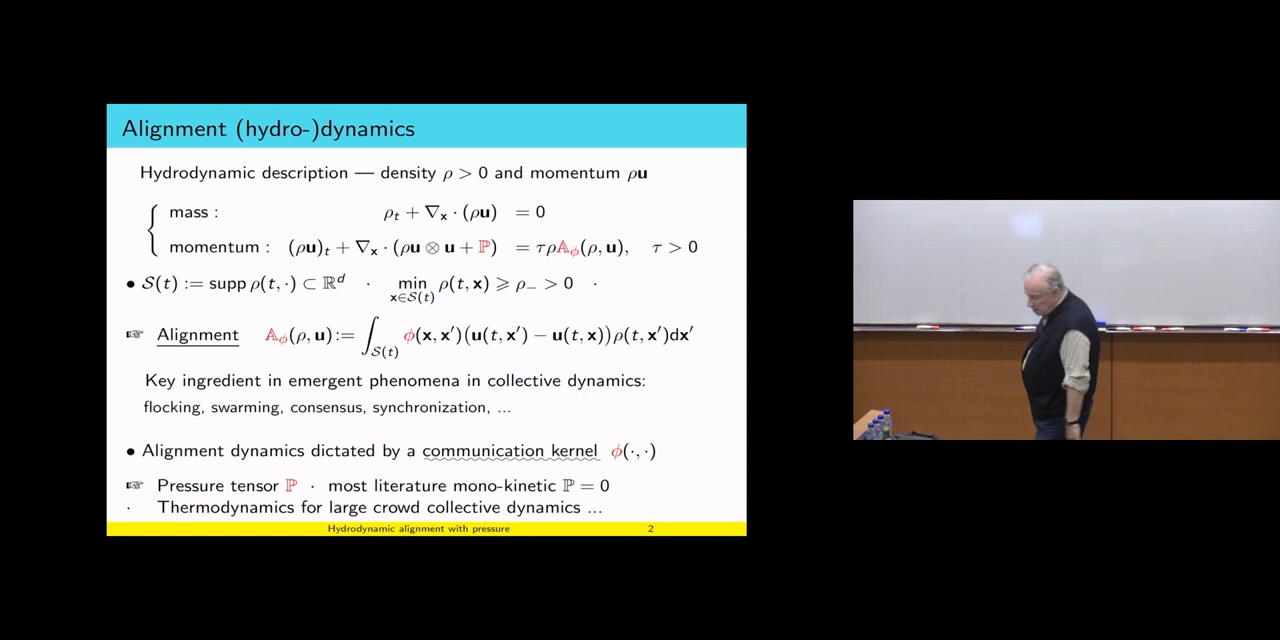 Alignment (hydro-)dynamics
Hydrodynamic description — density ρ > 0 and momentum ρu
mass : ρ_t + ∇_x · (ρu) = 0
momentum : (ρu)_t + ∇_x · (ρu ⊗ u + ℙ) = τρ𝔸_ϕ(ρ, u), τ > 0
• 𝒮(t) := supp ρ(t, ·) ⊂ ℝ^d · min_{x∈𝒮(t)} ρ(t, x) ⩾ ρ_− > 0 ·
☞ Alignment 𝔸_ϕ(ρ, u) := ∫_{𝒮(t)} ϕ(x, x′)(u(t, x′) − u(t, x))ρ(t, x′)dx′
Key ingredient in emergent phenomena in collective dynamics:
flocking, swarming, consensus, synchronization, ...
• Alignment dynamics dictated by a communication kernel ϕ(·, ·)
☞ Pressure tensor ℙ · most literature mono-kinetic ℙ = 0
· Thermodynamics for large crowd collective dynamics ...
Hydrodynamic alignment with pressure 2